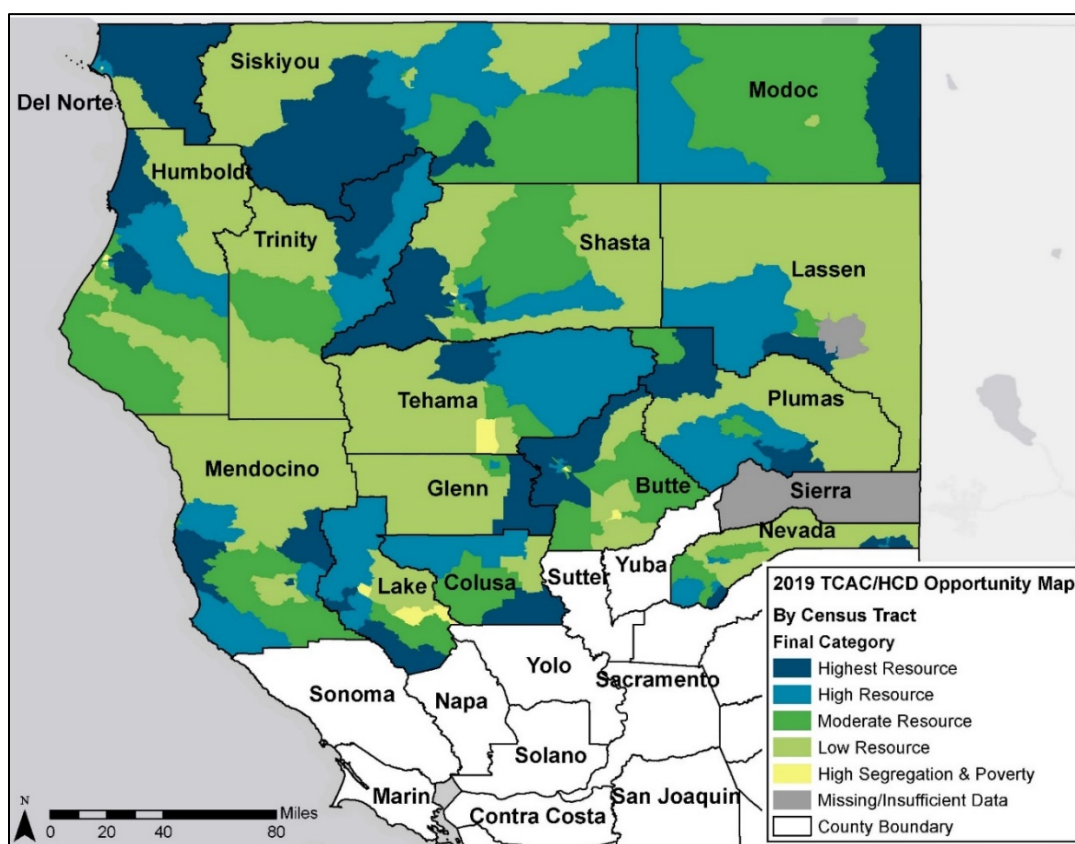 Siskiyou
Modoc
Del Norte
Humbold
Trinity
Shasta
Lassen
Tehama
Plumas
Mendocino
Glenn
Butte
Sierra
Nevada
Lake
Colusa
Sutter
Yuba
Yolo
Sacramento
Sonoma
Napa
Solano
Marin
Contra Costa
San Joaquin
2019 TCAC/HCD Opportunity Map
By Census Tract
Final Category
Highest Resource
High Resource
Moderate Resource
Low Resource
High Segregation & Poverty
Missing/Insufficient Data
County Boundary
N
Miles
0 20 40 80